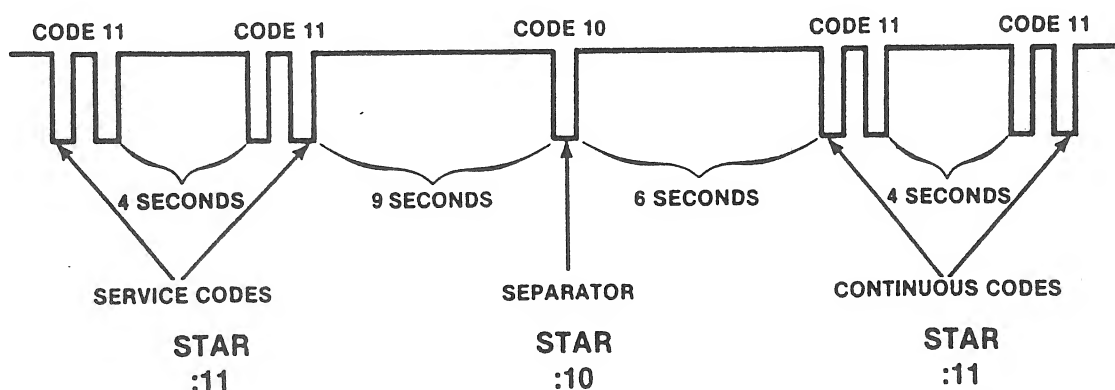 CODE 11 CODE 11 CODE 10 CODE 11 CODE 11
4 SECONDS 9 SECONDS 6 SECONDS 4 SECONDS
SERVICE CODES SEPARATOR CONTINUOUS CODES
STAR STAR STAR
:11 :10 :11